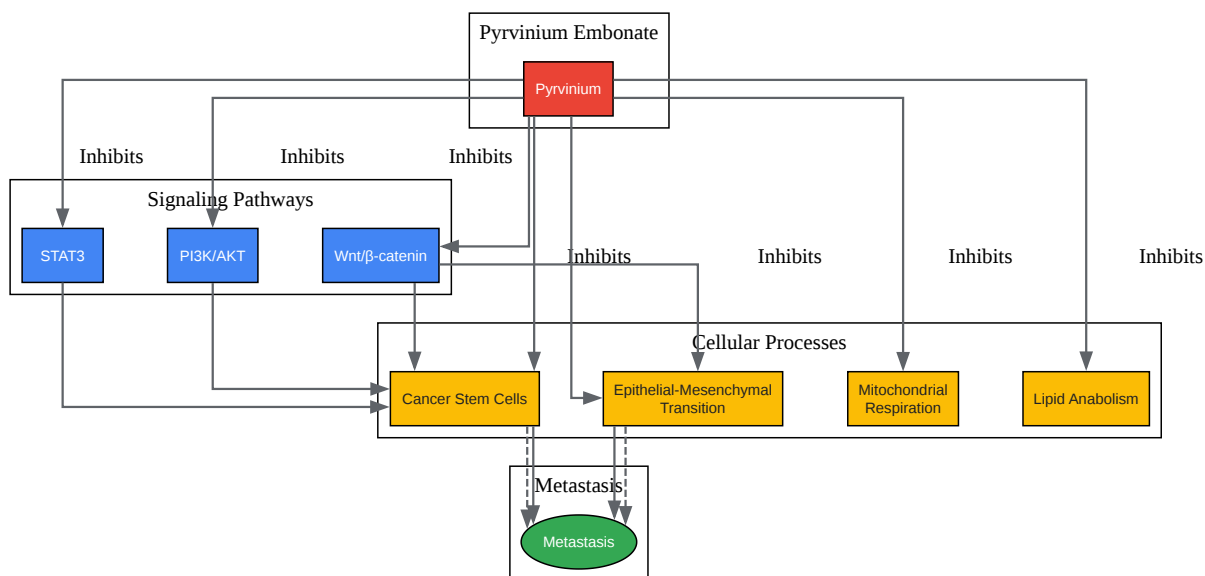 Pyrvinium Embonate
Pyrvinium
Inhibits
Inhibits
Inhibits
Signaling Pathways
STAT3
PI3K/AKT
Wnt/β-catenin
Inhibits
Inhibits
Inhibits
Inhibits
Cellular Processes
Cancer Stem Cells
Epithelial-Mesenchymal
Transition
Mitochondrial
Respiration
Lipid Anabolism
Metastasis
Metastasis